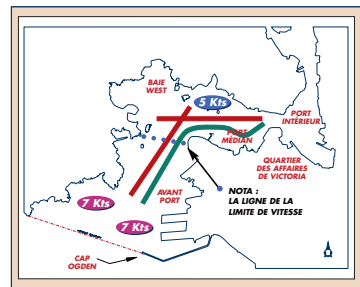 BAIE
WEST
5 Kts
PORT
INTÉRIEUR
PORT
MÉDIAN
QUARTIER
DES AFFAIRES
DE VICTORIA
NOTA :
LA LIGNE DE LA
LIMITE DE VITESSE
AVANT
PORT
7 Kts
7 Kts
CAP
OGDEN